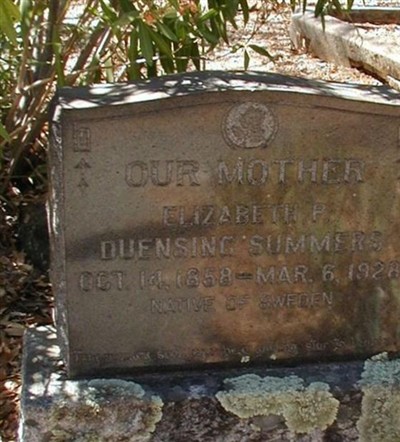 OUR MOTHER
ELIZABETH P.
DUENSING SUMMERS
OCT. 14, 1858 – MAR. 6, 1928
NATIVE OF SWEDEN